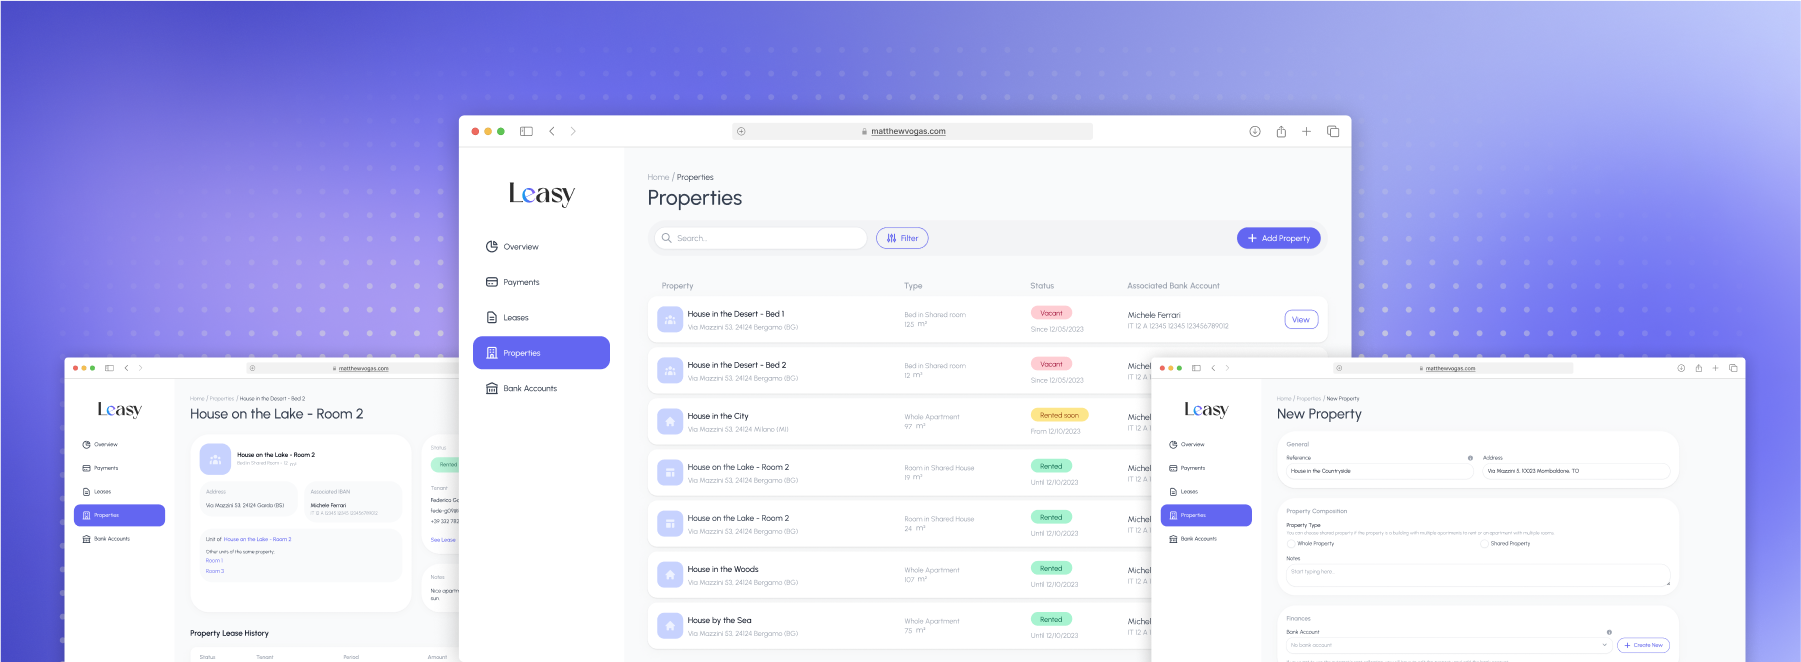 matthewvogas.com
Leasy
Overview
Payments
Leases
Properties
Bank Accounts
Home / Properties
Properties
Search..
Filter
Add Property
Property Type Status Associated Bank Account
House in the Desert - Bed 1 Bed in Shared room Vacant Michele Ferrari View
Via Mazzini 53, 24124 Bergamo (BG) 125 m² Since 12/05/2023 IT 12 A 12345 12345 123456789012
House in the Desert - Bed 2 Bed in Shared room Vacant Michel
Via Mazzini 53, 24124 Bergamo (BG) 12 m² Since 12/05/2023 IT 12 A 1
House in the City Whole Apartment Rented soon Michel
Via Mazzini 53, 24124 Milano (MI) 97 m² From 12/10/2023 IT 12 A 1
House on the Lake - Room 2 Room in Shared House Rented Michel
Via Mazzini 53, 24124 Bergamo (BG) 19 m² Until 12/10/2023 IT 12 A 1
House on the Lake - Room 2 Room in Shared House Rented Michel
Via Mazzini 53, 24124 Bergamo (BG) 24 m² Until 12/10/2023 IT 12 A 1
House in the Woods Whole Apartment Rented Michel
Via Mazzini 53, 24124 Bergamo (BG) 107 m² Until 12/10/2023 IT 12 A 1
House by the Sea Whole Apartment Rented Michel
Via Mazzini 53, 24124 Bergamo (BG) 75 m² Until 12/10/2023 IT 12 A 1
matthewvogas.com
Leasy
Overview
Payments
Leases
Properties
Bank Accounts
Home / Properties / House in the Desert - Bed 2
House on the Lake - Room 2
House on the Lake - Room 2
Bed in Shared Room - 12 m²
Address
Via Mazzini 53, 24124 Garda (BS)
Associated IBAN
Michele Ferrari
IT 12 A 12345 12345 123456789012
Unit of House on the Lake - Room 2
Other units of the same property:
Room 1
Room 3
Status
Rented
Tenant
Federico Ga
fede-g09@
+39 332 782
See Lease
Notes
Nice apartm
sun.
Property Lease History
Status Tenant Period Amount
matthewvogas.com
Leasy
Overview
Payments
Leases
Properties
Bank Accounts
Home / Properties / New Property
New Property
General
Reference Address
House in the Countryside Via Mazzini 5, 10023 Mombaldone, TO
Property Composition
Property Type
You can choose shared property if the property is a building with multiple apartments to rent or an apartment with multiple rooms.
Whole Property Shared Property
Notes
Start typing here..
Finances
Bank Account
No bank account Create New